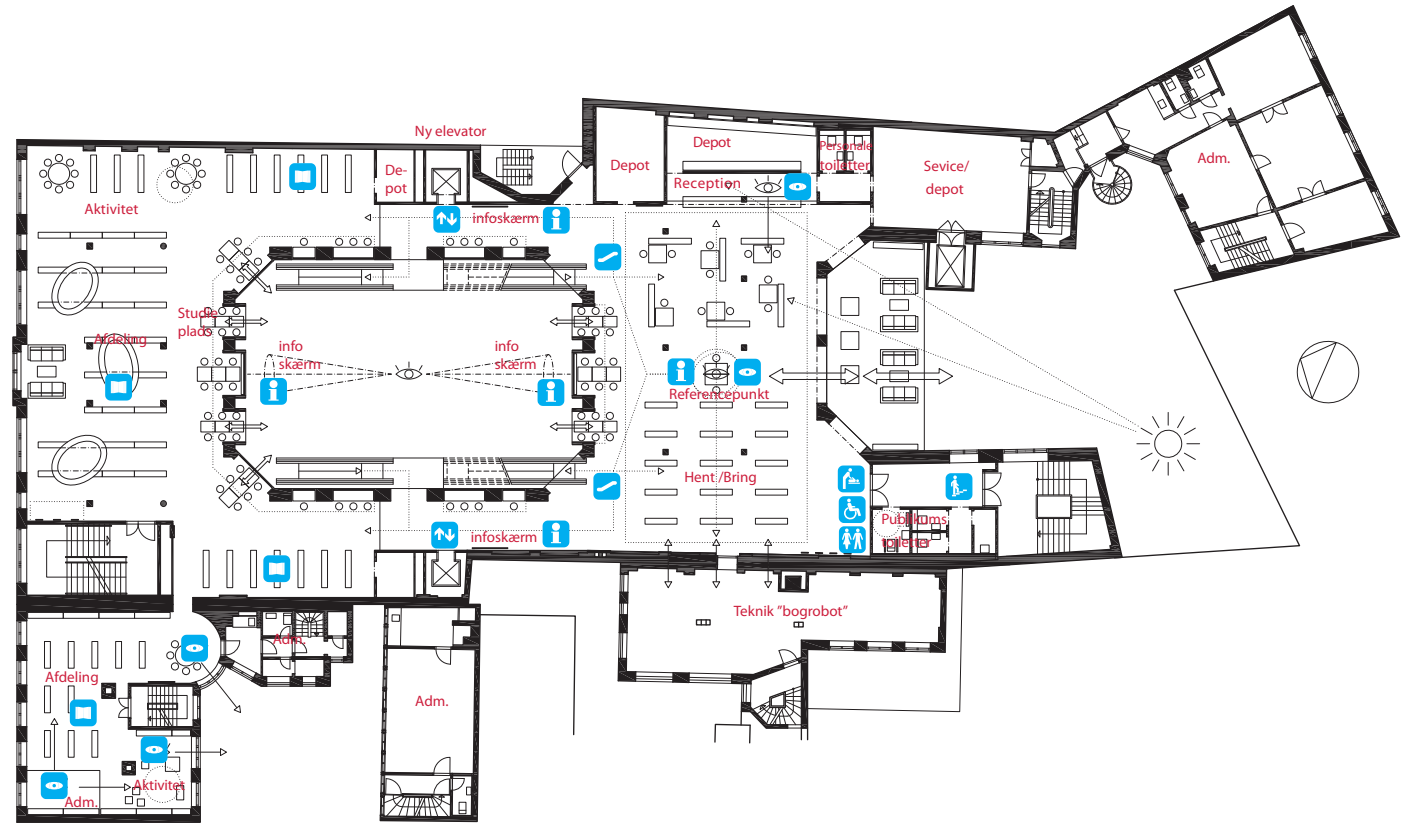 Ny elevator
Depot
Depot
Personale
toiletter
De-
pot
Reception
Sevice/
depot
Adm.
Aktivitet
infoskærm
Studie
plads
Afdeling
info
skærm
info
skærm
Referencepunkt
Hent /Bring
infoskærm
Publikums
toiletter
Teknik "bogrobot"
Adm.
Afdeling
Adm.
Aktivitet
Adm.